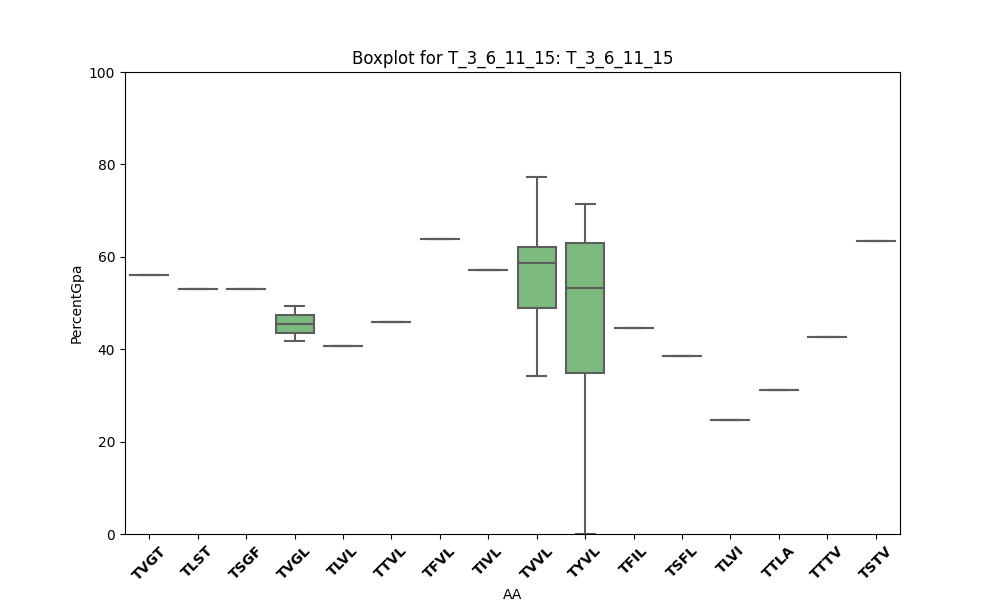 Boxplot for T_3_6_11_15: T_3_6_11_15
100
80
60
40
20
0
PercentGpa
TVGT TLST TSGF TVGL TLVL TTVL TFVL TIVL TVVL TYVL TFIL TSFL TLVI TTLA TTTV TSTV
AA